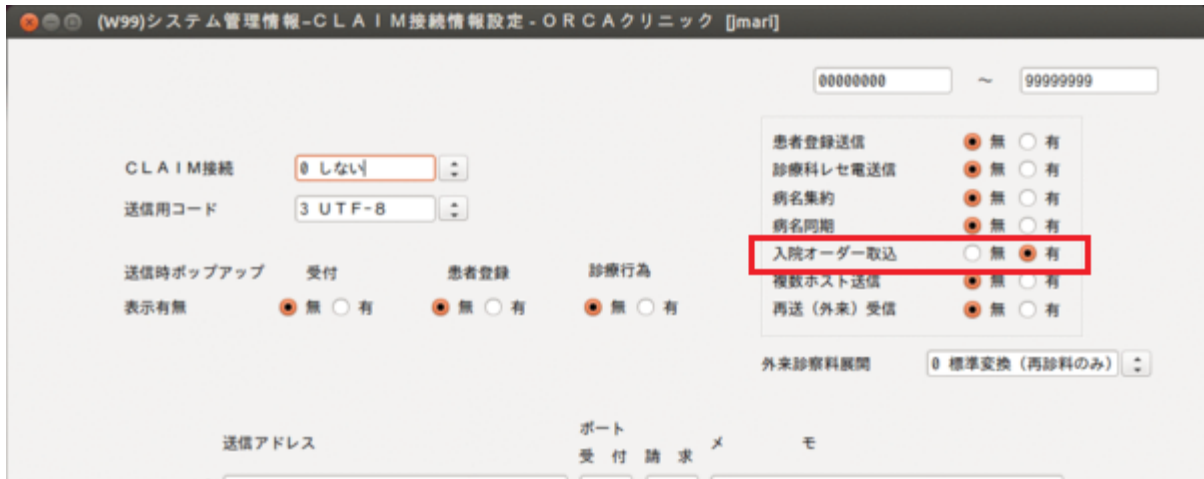 (W99)システム管理情報-ＣＬＡＩＭ接続情報設定 - ＯＲＣＡクリニック [jmari]
00000000 ～ 99999999
患者登録送信 無 有
ＣＬＡＩＭ接続 0 しない
診療科レセ電送信 無 有
病名集約 無 有
送信用コード 3 ＵＴＦ-８
病名同期 無 有
入院オーダー取込 無 有
送信時ポップアップ 受付 患者登録 診療行為
複数ホスト送信 無 有
表示有無 無 有 無 有 無 有
再送（外来）受信 無 有
外来診察料展開 0 標準変換（再診料のみ）
送信アドレス ポート メ モ
受 付 請 求